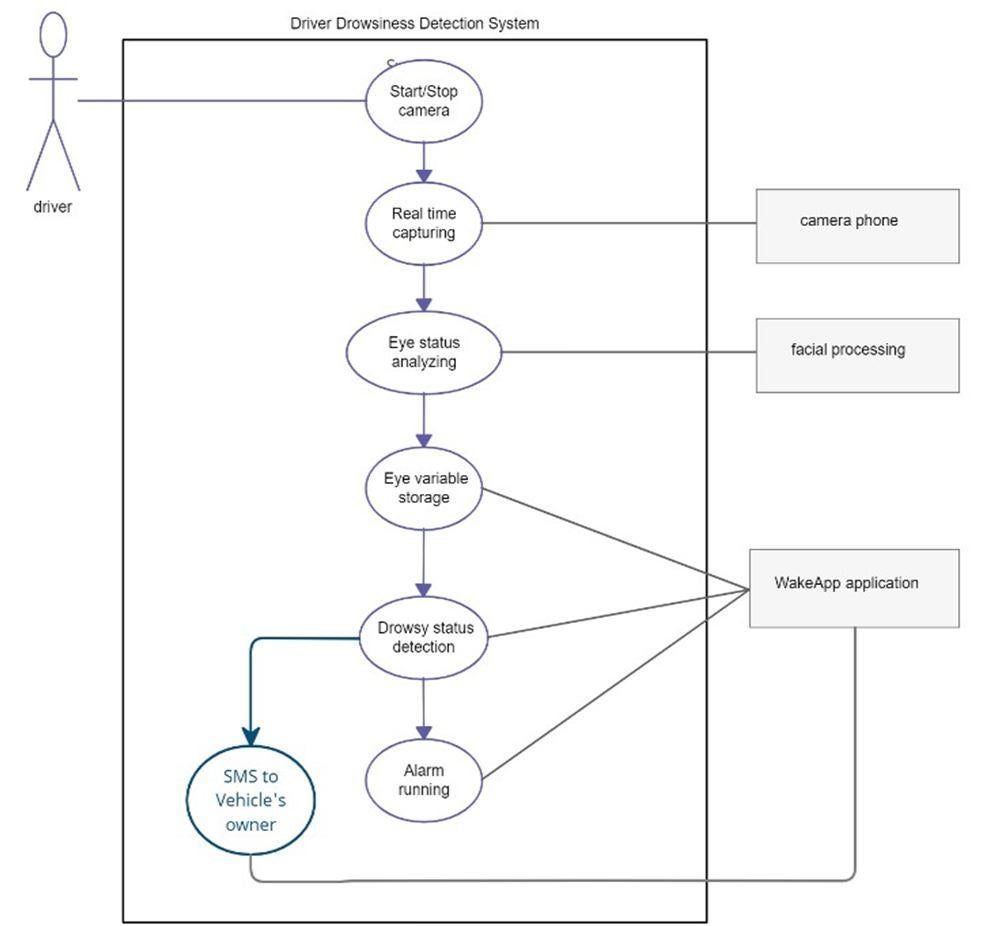 Driver Drowsiness Detection System
Start/Stop
camera
driver
Real time
capturing
camera phone
Eye status
analyzing
facial processing
Eye variable
storage
WakeApp application
Drowsy status
detection
SMS to
Vehicle's
owner
Alarm
running